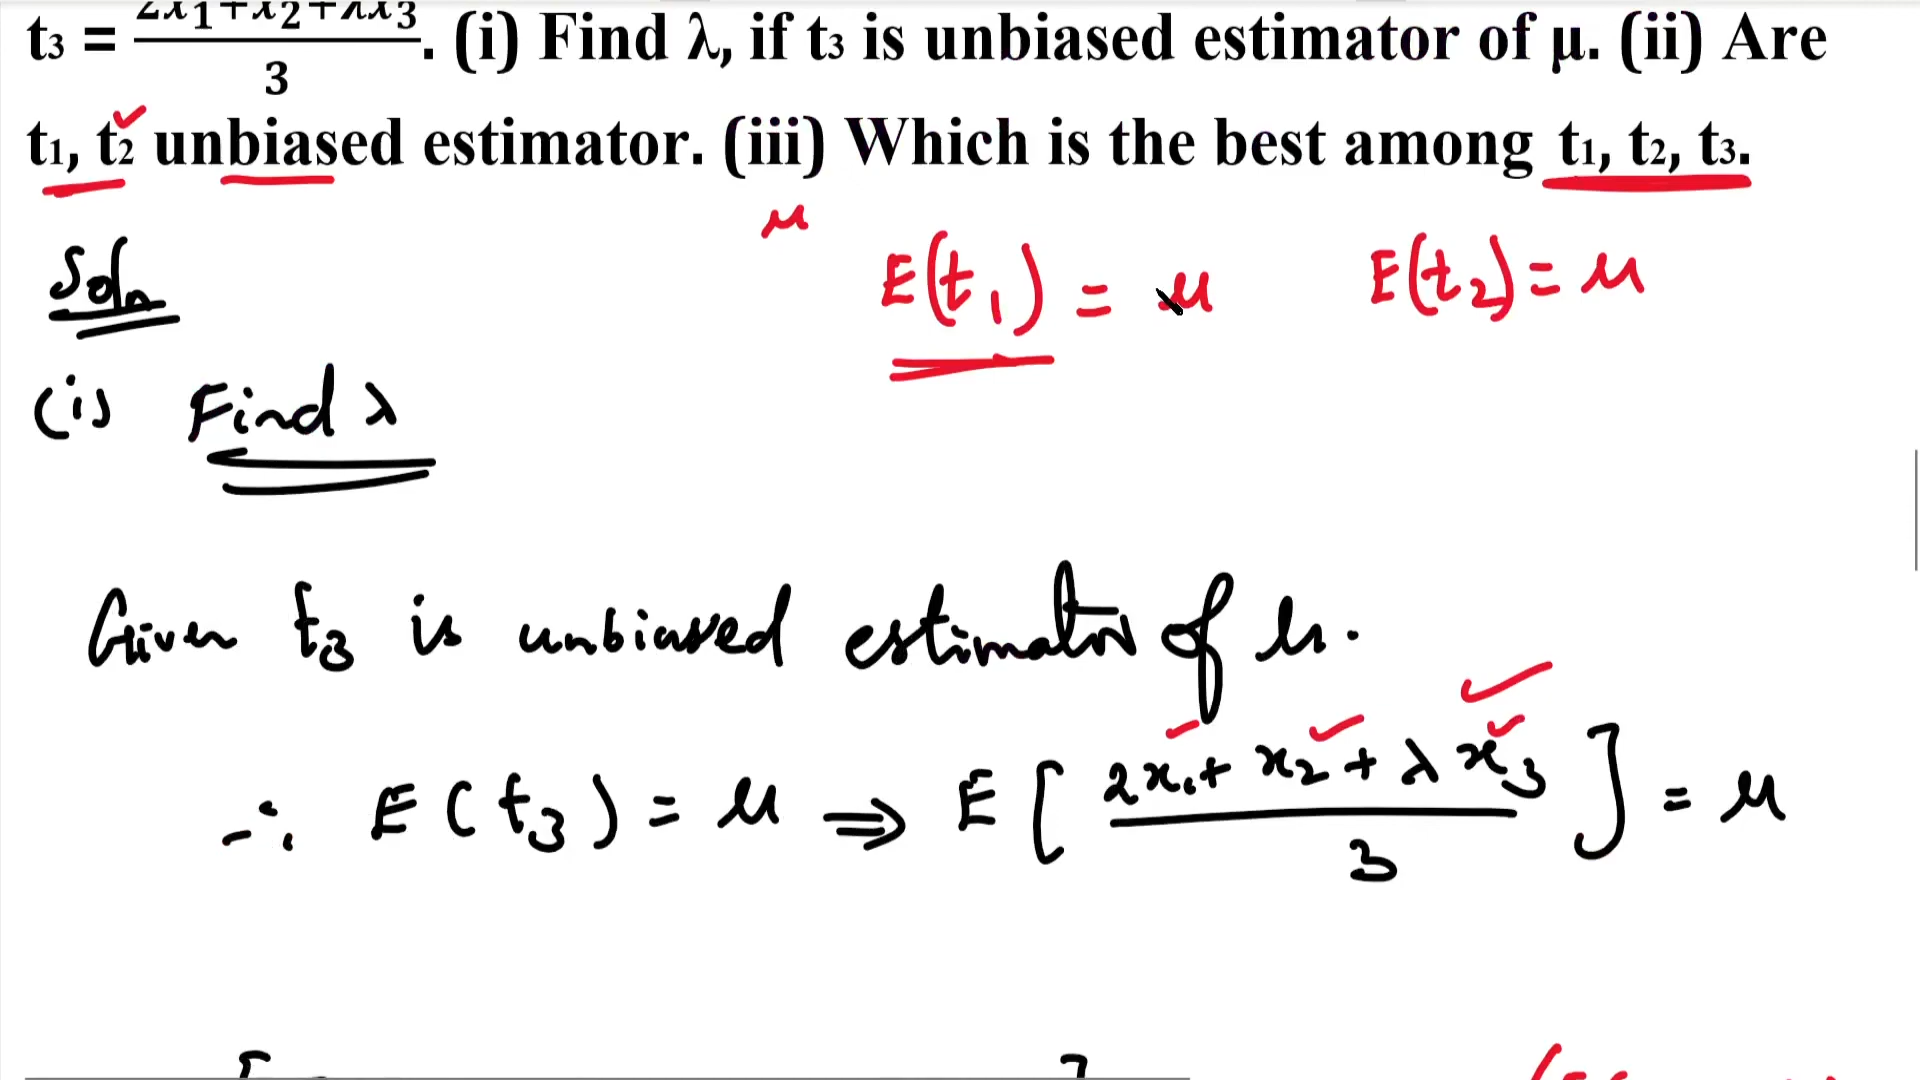 t₃ = (2x₁+x₂+λx₃)/3. (i) Find λ, if t₃ is unbiased estimator of μ. (ii) Are
t₁, t₂ unbiased estimator. (iii) Which is the best among t₁, t₂, t₃.
μ
Soln
E(t₁) = μ E(t₂) = μ
(i) Find λ
Given t₃ is unbiased estimator of μ.
∴ E(t₃) = μ ⇒ E[(2x₁+x₂+λx₃)/3] = μ